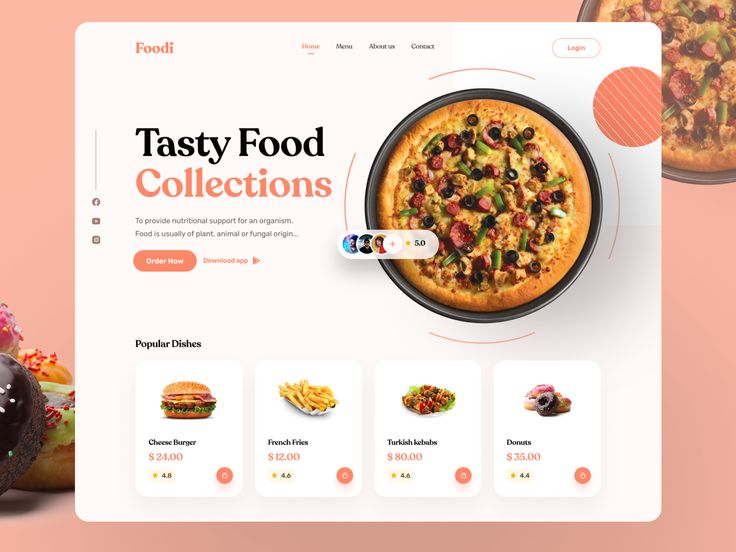 Foodi
Home
Menu
About us
Contact
Login
Tasty Food
Collections
To provide nutritional support for an organism.
Food is usually of plant, animal or fungal origin...
5.0
Order Now
Download app
Popular Dishes
Cheese Burger
$ 24.00
4.8
French Fries
$ 12.00
4.6
Turkish kebabs
$ 80.00
4.6
Donuts
$ 35.00
4.4